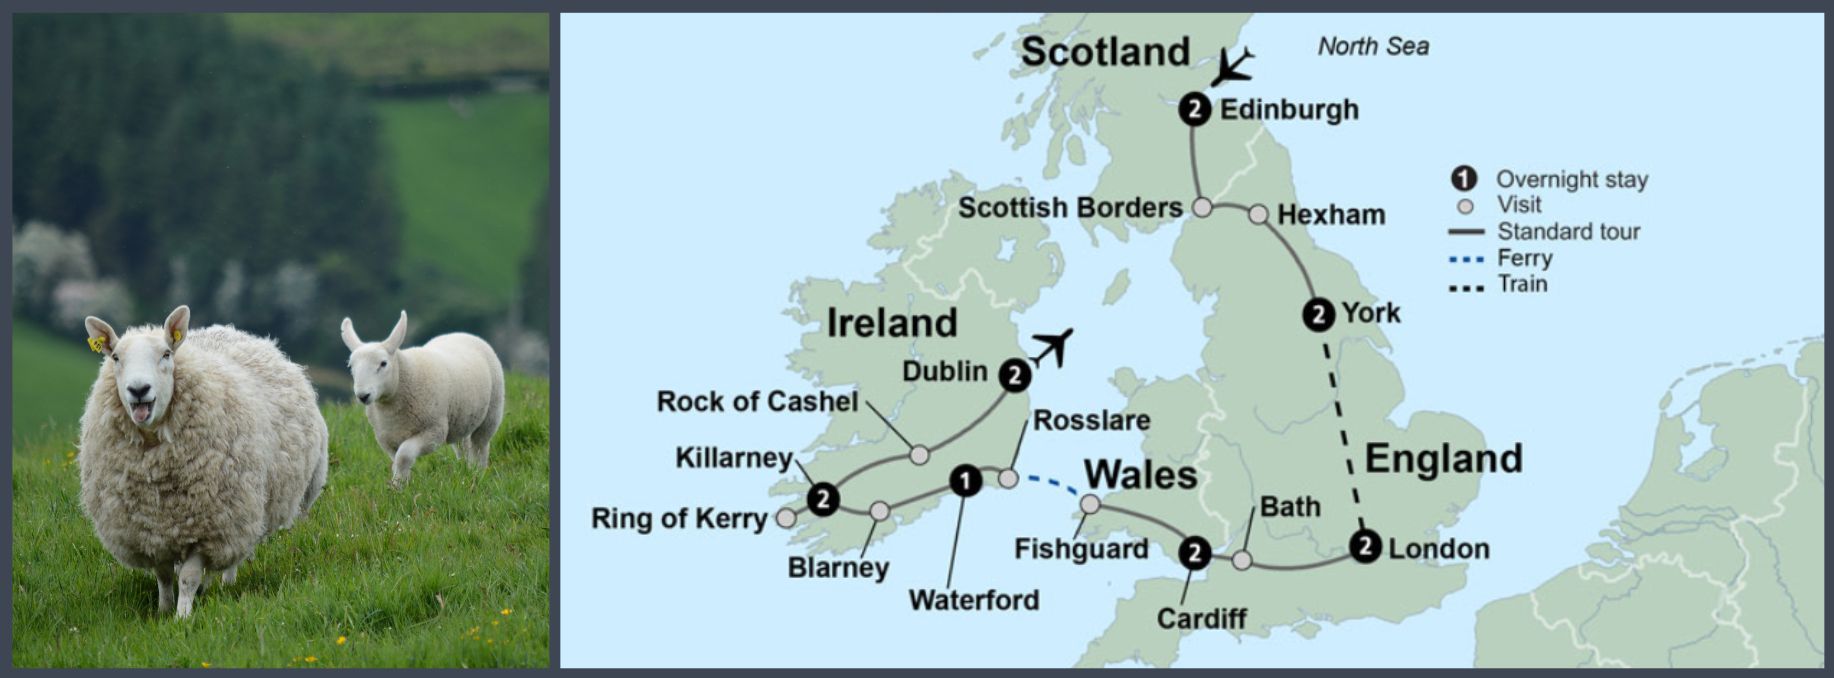 Scotland
North Sea
2 Edinburgh
Scottish Borders
Hexham
1 Overnight stay
Visit
Standard tour
Ferry
Train
2 York
Ireland
Dublin 2
Rock of Cashel
Rosslare
Killarney
2
1
Wales
England
Ring of Kerry
Blarney
Waterford
Fishguard
Bath
2
2 London
Cardiff